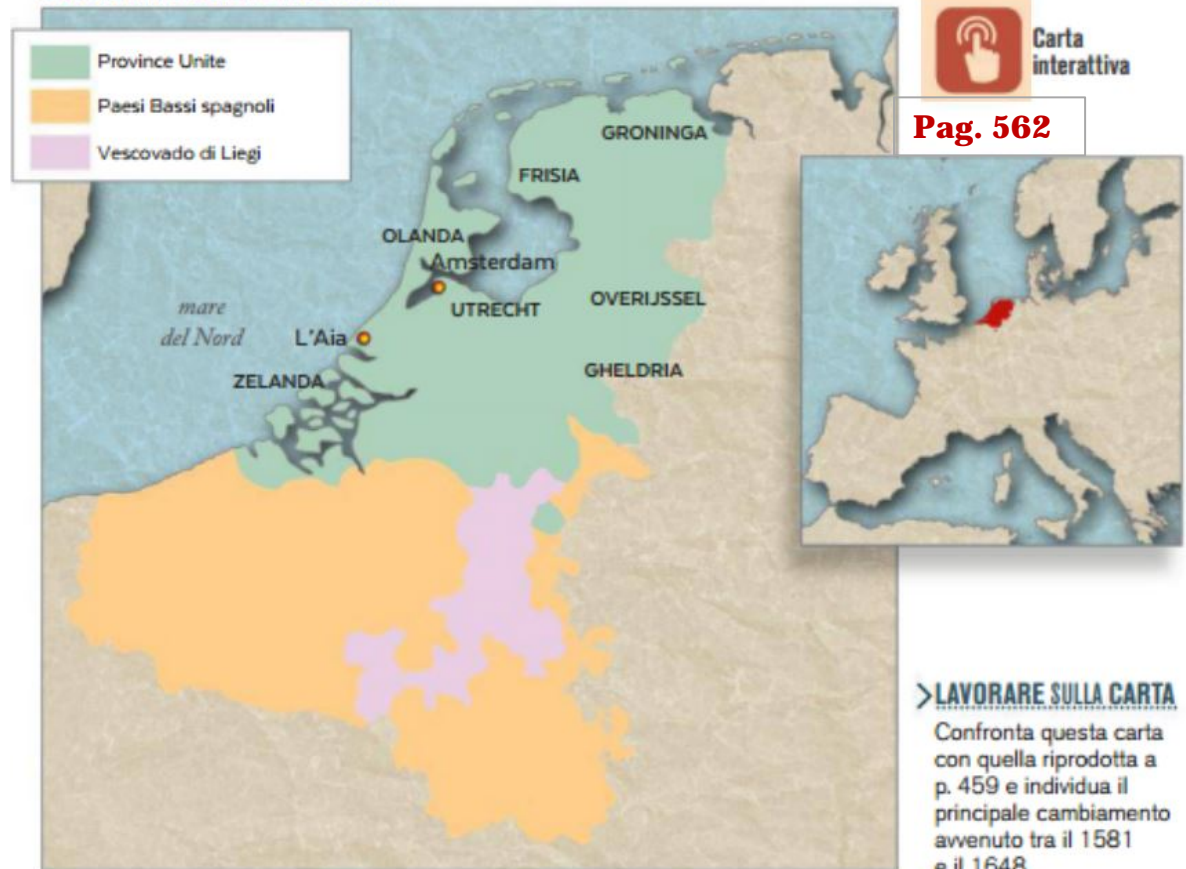 Province Unite
Paesi Bassi spagnoli
Vescovado di Liegi
Carta
interattiva
Pag. 562
GRONINGA
FRISIA
OLANDA
Amsterdam
UTRECHT
OVERIJSSEL
mare
del Nord
L'Aia
GHELDRIA
ZELANDA
>LAVORARE SULLA CARTA
Confronta questa carta
con quella riprodotta a
p. 459 e individua il
principale cambiamento
avvenuto tra il 1581
e il 1648